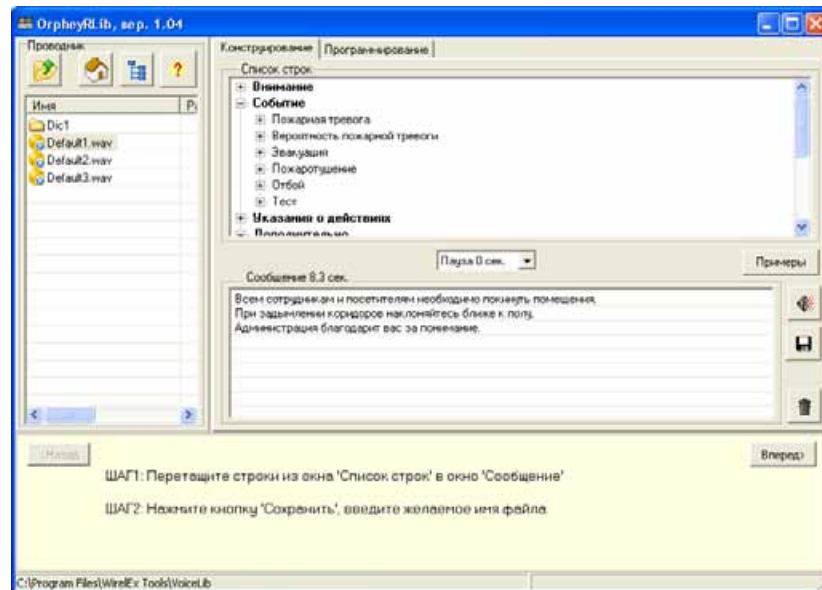 OrpheyRLib, вер. 1.04
Проводник
Имя
Dic1
Default1.wav
Default2.wav
Default3.wav
Конструирование
Программирование
Список строк
Внимание
Событие
Пожарная тревога
Вероятность пожарной тревоги
Эвакуация
Пожаротушение
Отбой
Тест
Указания о действиях
Дополнительно
Пауза 0 сек.
Примеры
Сообщение 8,3 сек.
Всем сотрудникам и посетителям необходимо покинуть помещения.
При задымлении коридоров наклоняйтесь ближе к полу.
Администрация благодарит вас за понимание.
<Назад
Вперед>
ШАГ1: Перетащите строки из окна 'Список строк' в окно 'Сообщение'
ШАГ2: Нажмите кнопку 'Сохранить', введите желаемое имя файла
C:\Program Files\WirelEx Tools\VoiceLib